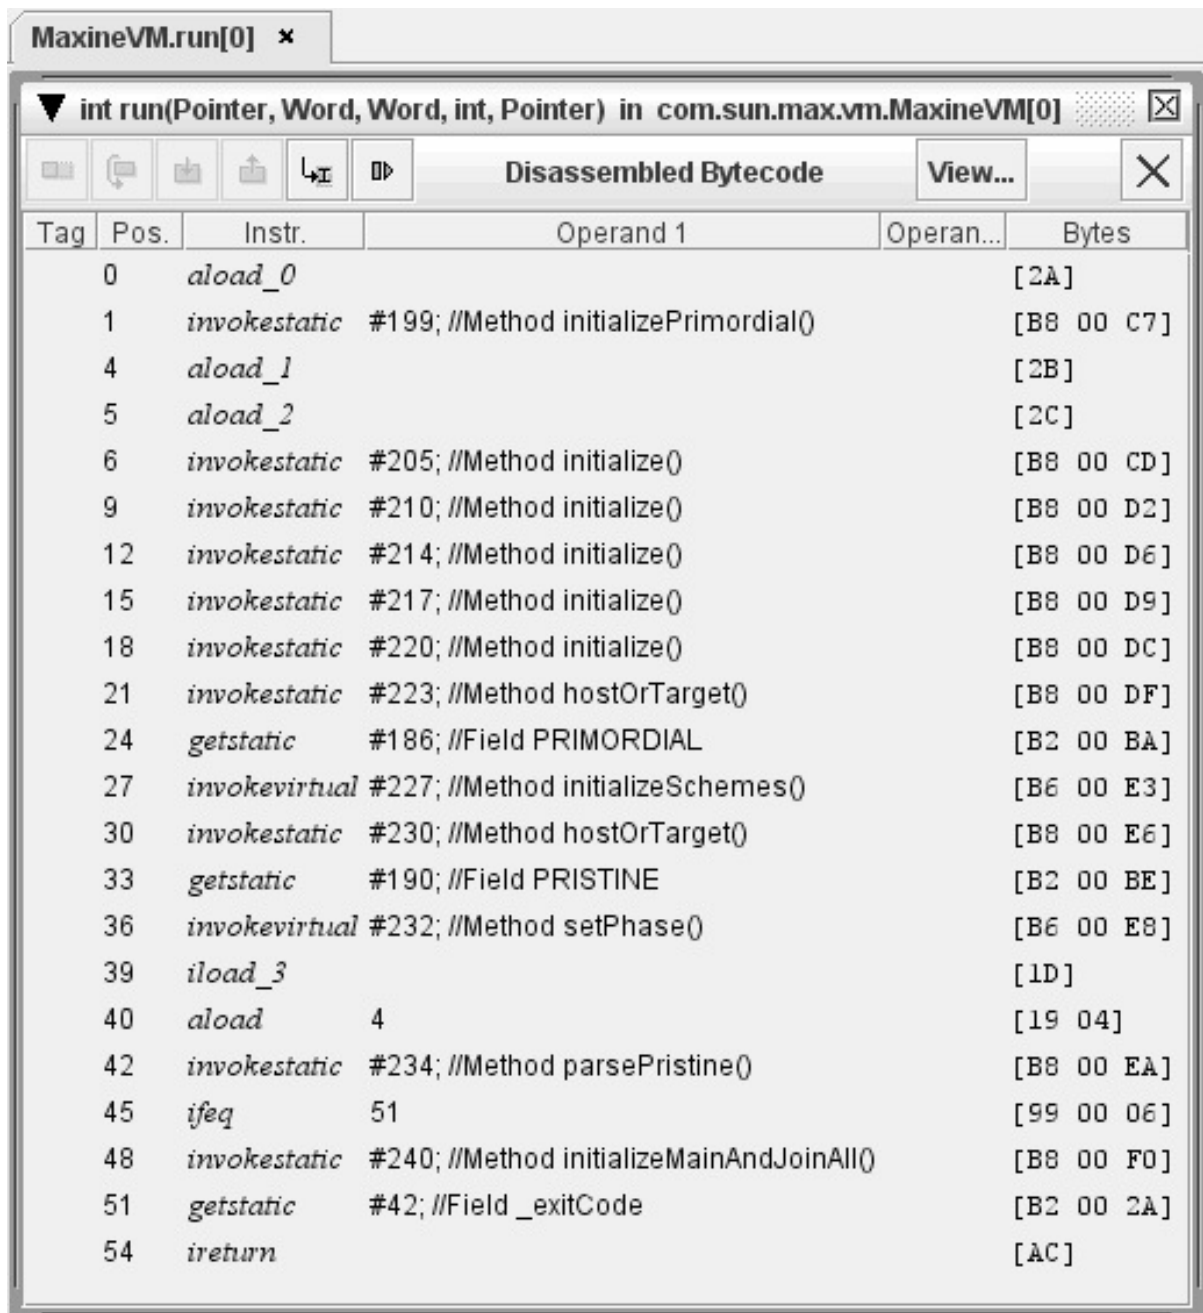 MaxineVM.run[0] ×
int run(Pointer, Word, Word, int, Pointer) in com.sun.max.vm.MaxineVM[0]
Disassembled Bytecode View...
Tag Pos. Instr. Operand 1 Operan... Bytes
0 aload_0 [2A]
1 invokestatic #199; //Method initializePrimordial() [B8 00 C7]
4 aload_1 [2B]
5 aload_2 [2C]
6 invokestatic #205; //Method initialize() [B8 00 CD]
9 invokestatic #210; //Method initialize() [B8 00 D2]
12 invokestatic #214; //Method initialize() [B8 00 D6]
15 invokestatic #217; //Method initialize() [B8 00 D9]
18 invokestatic #220; //Method initialize() [B8 00 DC]
21 invokestatic #223; //Method hostOrTarget() [B8 00 DF]
24 getstatic #186; //Field PRIMORDIAL [B2 00 BA]
27 invokevirtual #227; //Method initializeSchemes() [B6 00 E3]
30 invokestatic #230; //Method hostOrTarget() [B8 00 E6]
33 getstatic #190; //Field PRISTINE [B2 00 BE]
36 invokevirtual #232; //Method setPhase() [B6 00 E8]
39 iload_3 [1D]
40 aload 4 [19 04]
42 invokestatic #234; //Method parsePristine() [B8 00 EA]
45 ifeq 51 [99 00 06]
48 invokestatic #240; //Method initializeMainAndJoinAll() [B8 00 F0]
51 getstatic #42; //Field _exitCode [B2 00 2A]
54 ireturn [AC]